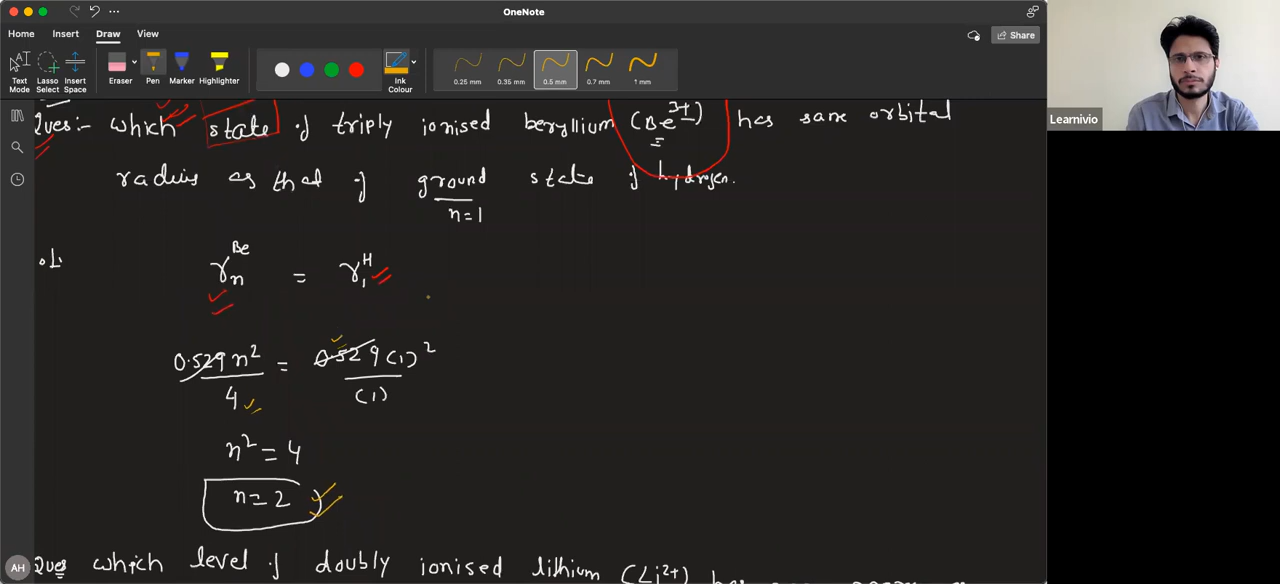 OneNote
Home Insert Draw View
Share
Text Mode Lasso Select Insert Space Eraser Pen Marker Highlighter Ink Colour 0.25 mm 0.35 mm 0.5 mm 0.7 mm 1 mm
Learnivio
Ques:- which state of triply ionised beryllium (Be³⁺) has same orbital
radius as that of ground state of hydrogen.
n=1
rₙᴮᵉ = r₁ᴴ
0.529 n²/4 = 0.529 (1)²/(1)
n² = 4
n = 2
AH
Ques which level of doubly ionised lithium (Li²⁺) has